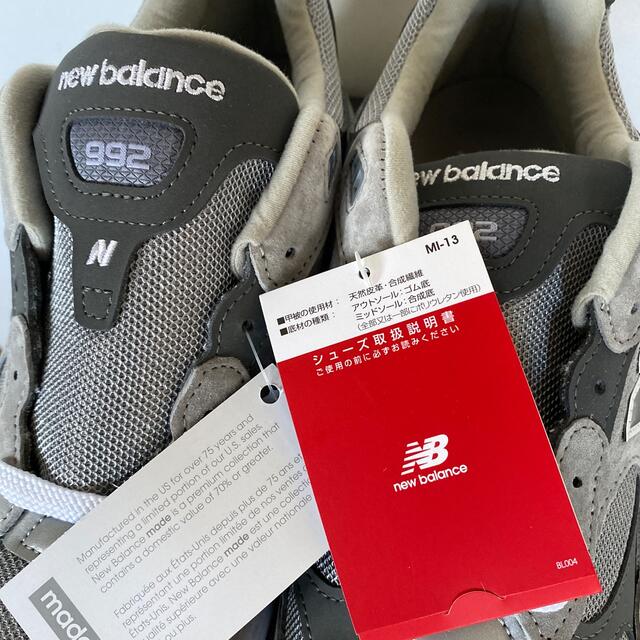 new balance
992
N
new balance
2
MI-13
■甲被の使用材: 天然皮革・合成繊維
■底材の種類: アウトソール:ゴム底
ミッドソール:合成底
(全部又は一部にポリウレタン使用)
シューズ取扱説明書
ご使用の前に必ずお読みください
NB
new balance
BL004
Manufactured in the US for over 75 years and
representing a limited portion of our U.S. sales,
New Balance made is a premium collection that
contains a domestic value of 70% or greater.
Fabriquée aux États-Unis depuis plus de 75 ans et
représentant une portion limitée de nos ventes
États-Unis, New Balance made est une collection
qualité supérieure avec une valeur nationale
ou plus.
made